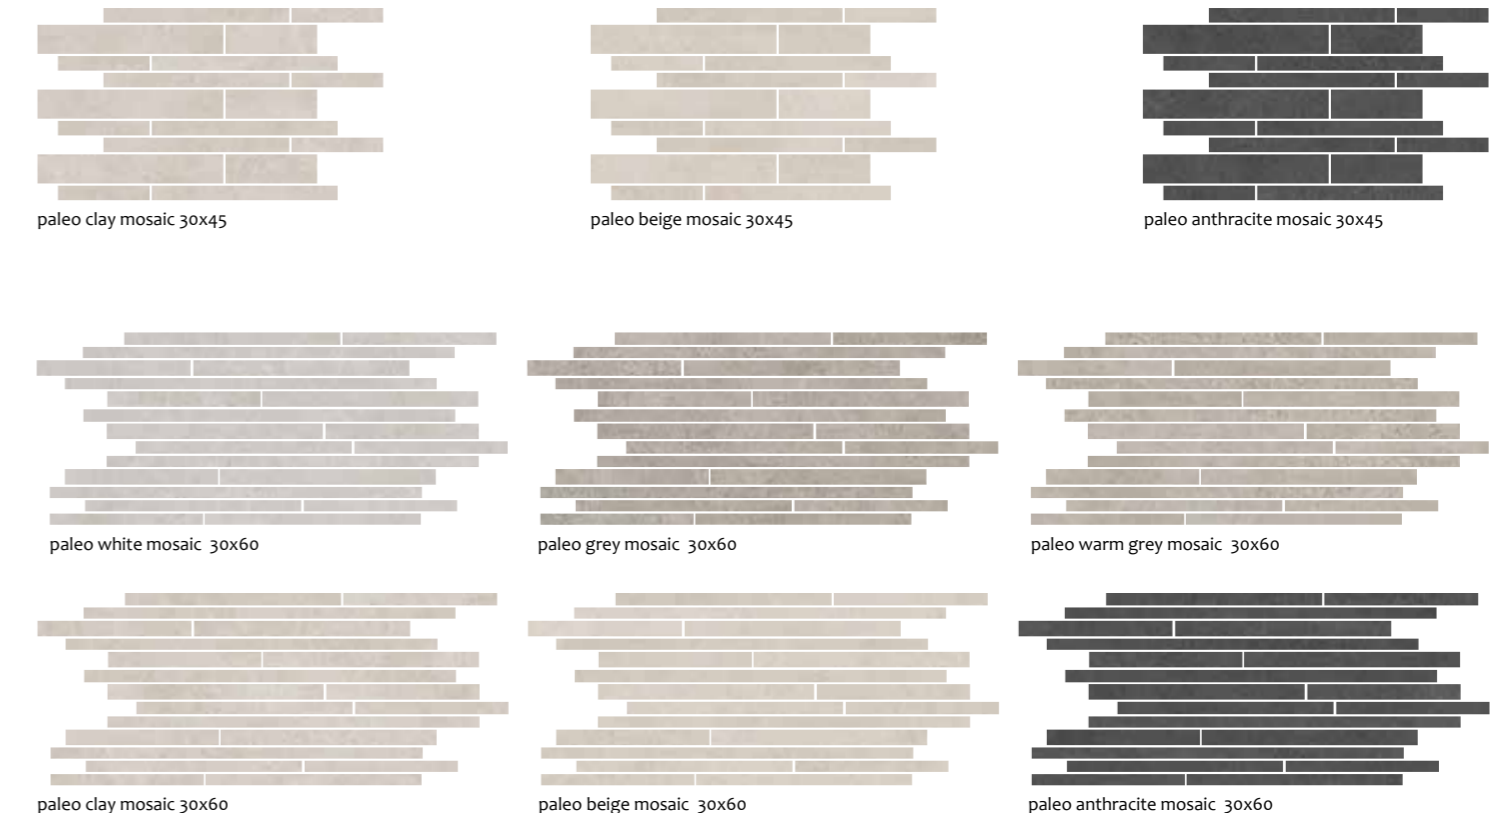 paleo clay mosaic 30x45
paleo beige mosaic 30x45
paleo anthracite mosaic 30x45
paleo white mosaic  30x60
paleo grey mosaic  30x60
paleo warm grey mosaic  30x60
paleo clay mosaic 30x60
paleo beige mosaic  30x60
paleo anthracite mosaic  30x60